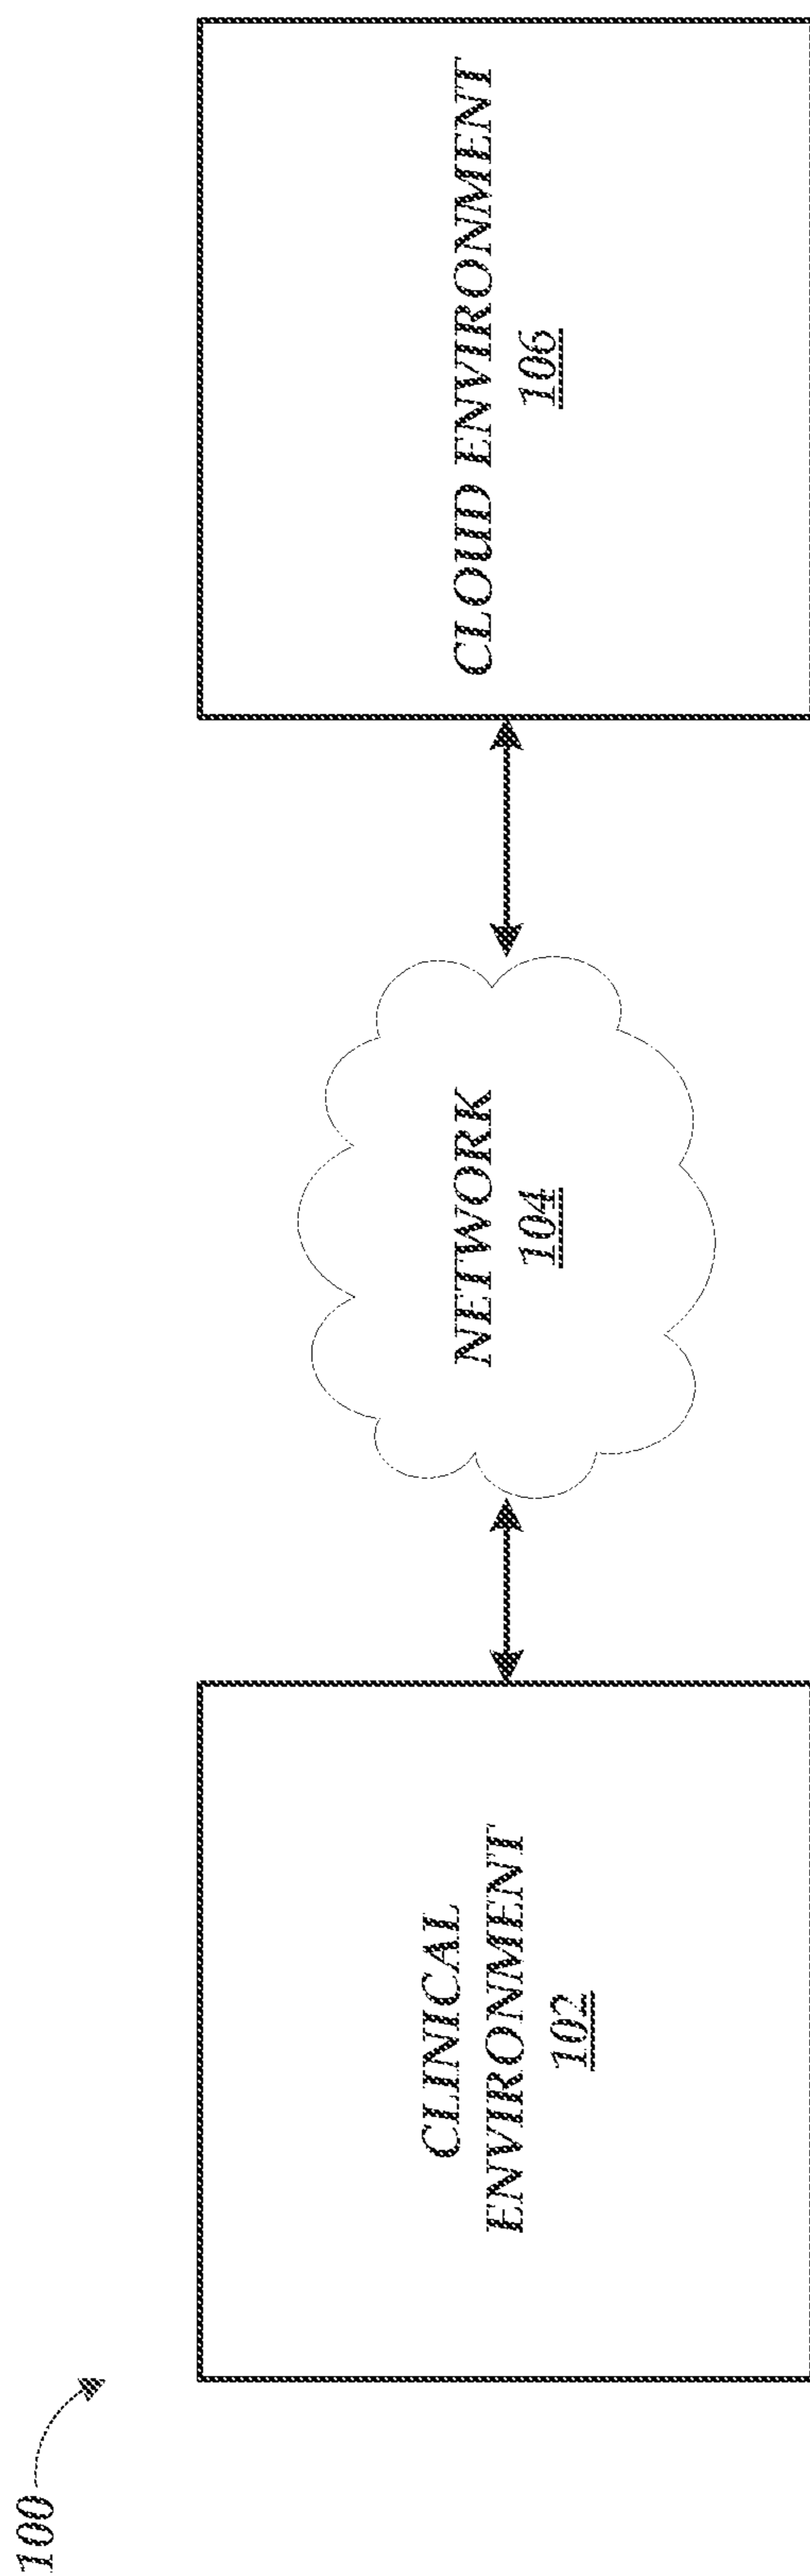 100
CLINICAL
ENVIRONMENT
102
NETWORK
104
CLOUD ENVIRONMENT
106